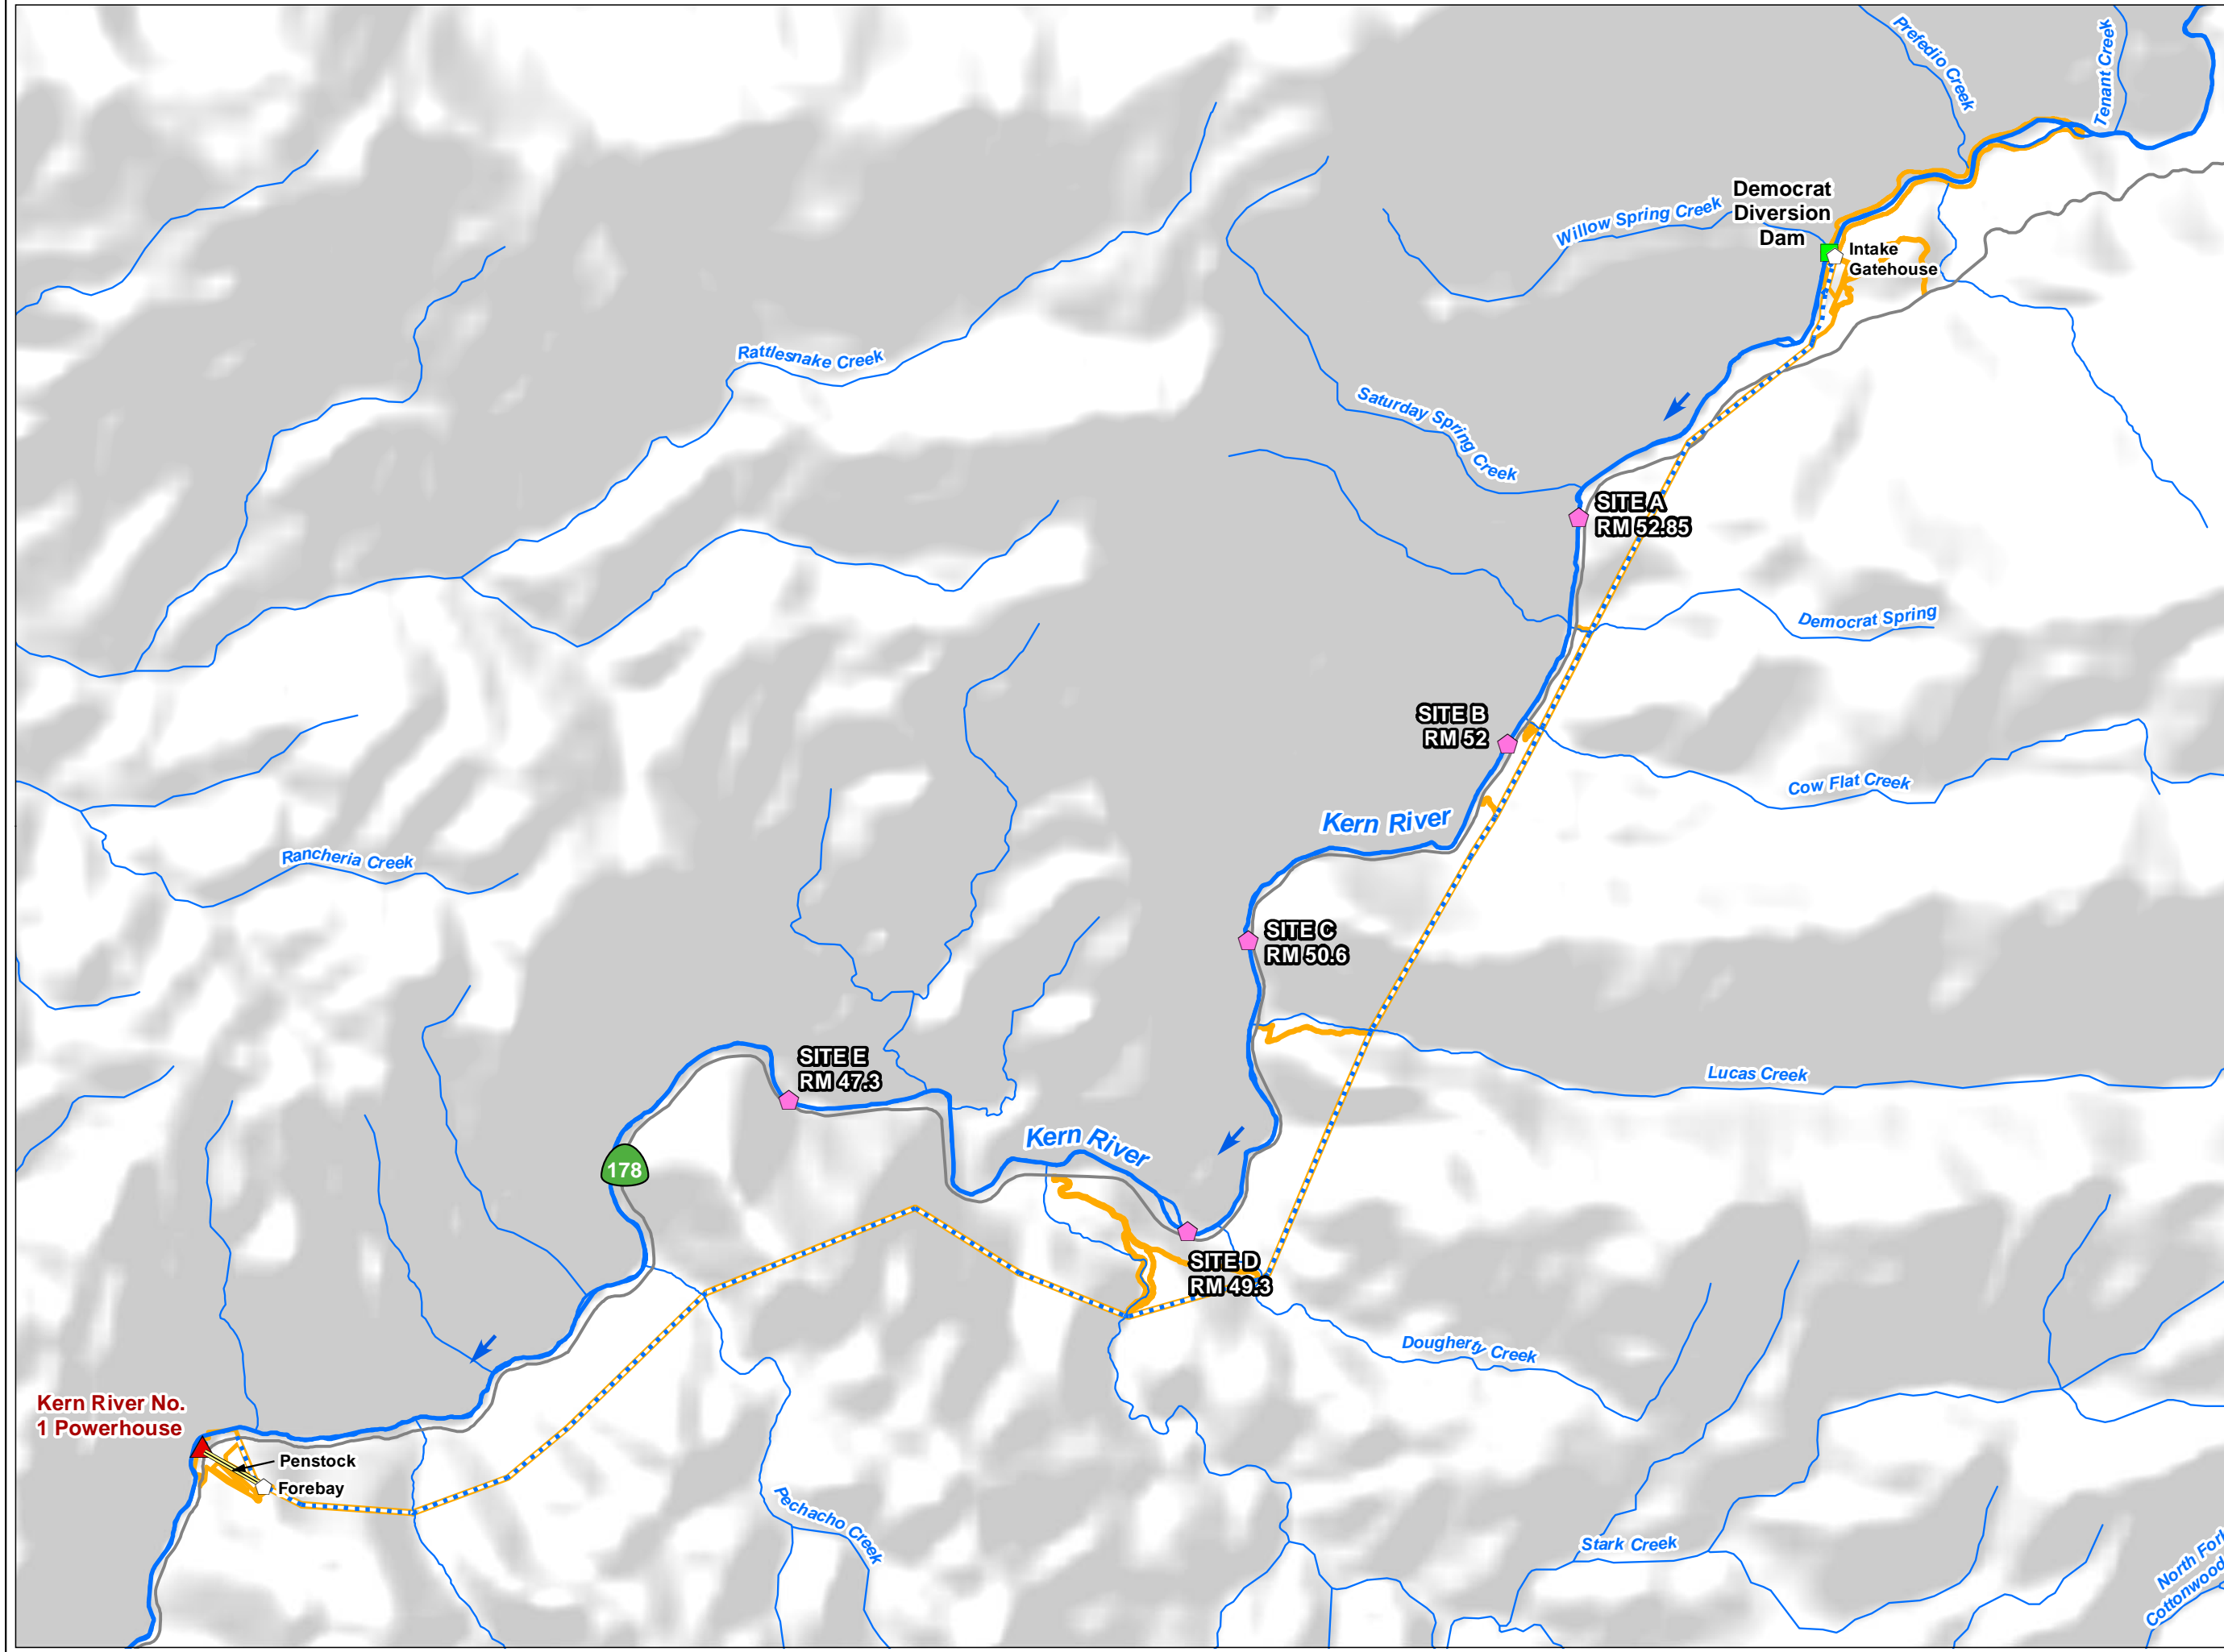 Prefedio Creek
Tenant Creek
Democrat
Diversion
Dam
Willow Spring Creek
Intake
Gatehouse
Rattlesnake Creek
Saturday Spring Creek
SITE A
RM 52.85
Democrat Spring
SITE B
RM 52
Cow Flat Creek
Kern River
Rancheria Creek
SITE C
RM 50.6
SITE E
RM 47.3
Lucas Creek
Kern River
178
SITE D
RM 49.3
Dougherty Creek
Kern River No.
1 Powerhouse
Penstock
Forebay
Pechacho Creek
Stark Creek
North Fork
Cottonwood